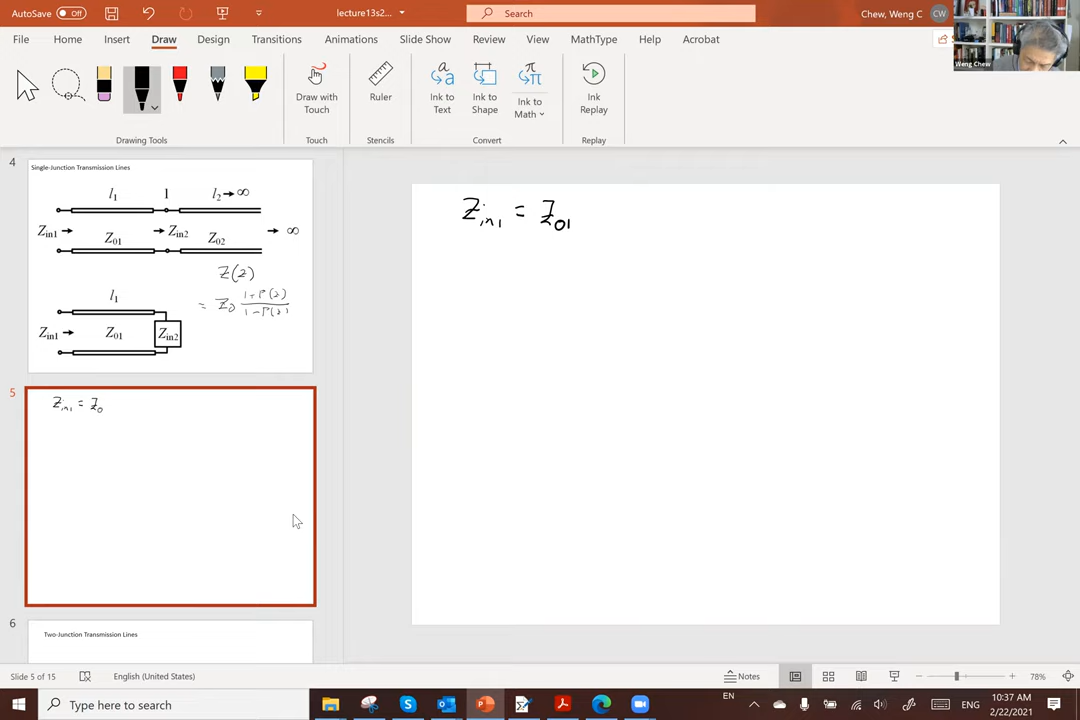 AutoSave Off lecture13s2... Search Chew, Weng C CW
File Home Insert Draw Design Transitions Animations Slide Show Review View MathType Help Acrobat
Weng Chew
Draw with Touch Ruler Ink to Text Ink to Shape Ink to Math Ink Replay
Drawing Tools Touch Stencils Convert Replay
4
Single-Junction Transmission Lines
l₁ 1 l₂ → ∞
Zin1 → Z01 → Zin2 Z02 → ∞
Z(z)
= Z₀ (1+Γ(z))/(1-Γ(z))
l₁
Zin1 → Z01 Zin2
5
Zin1 = Z0
Zin1 = Z01
6
Two-Junction Transmission Lines
Slide 5 of 15 English (United States) Notes 78%
Type here to search EN ENG 10:37 AM
2/22/2021